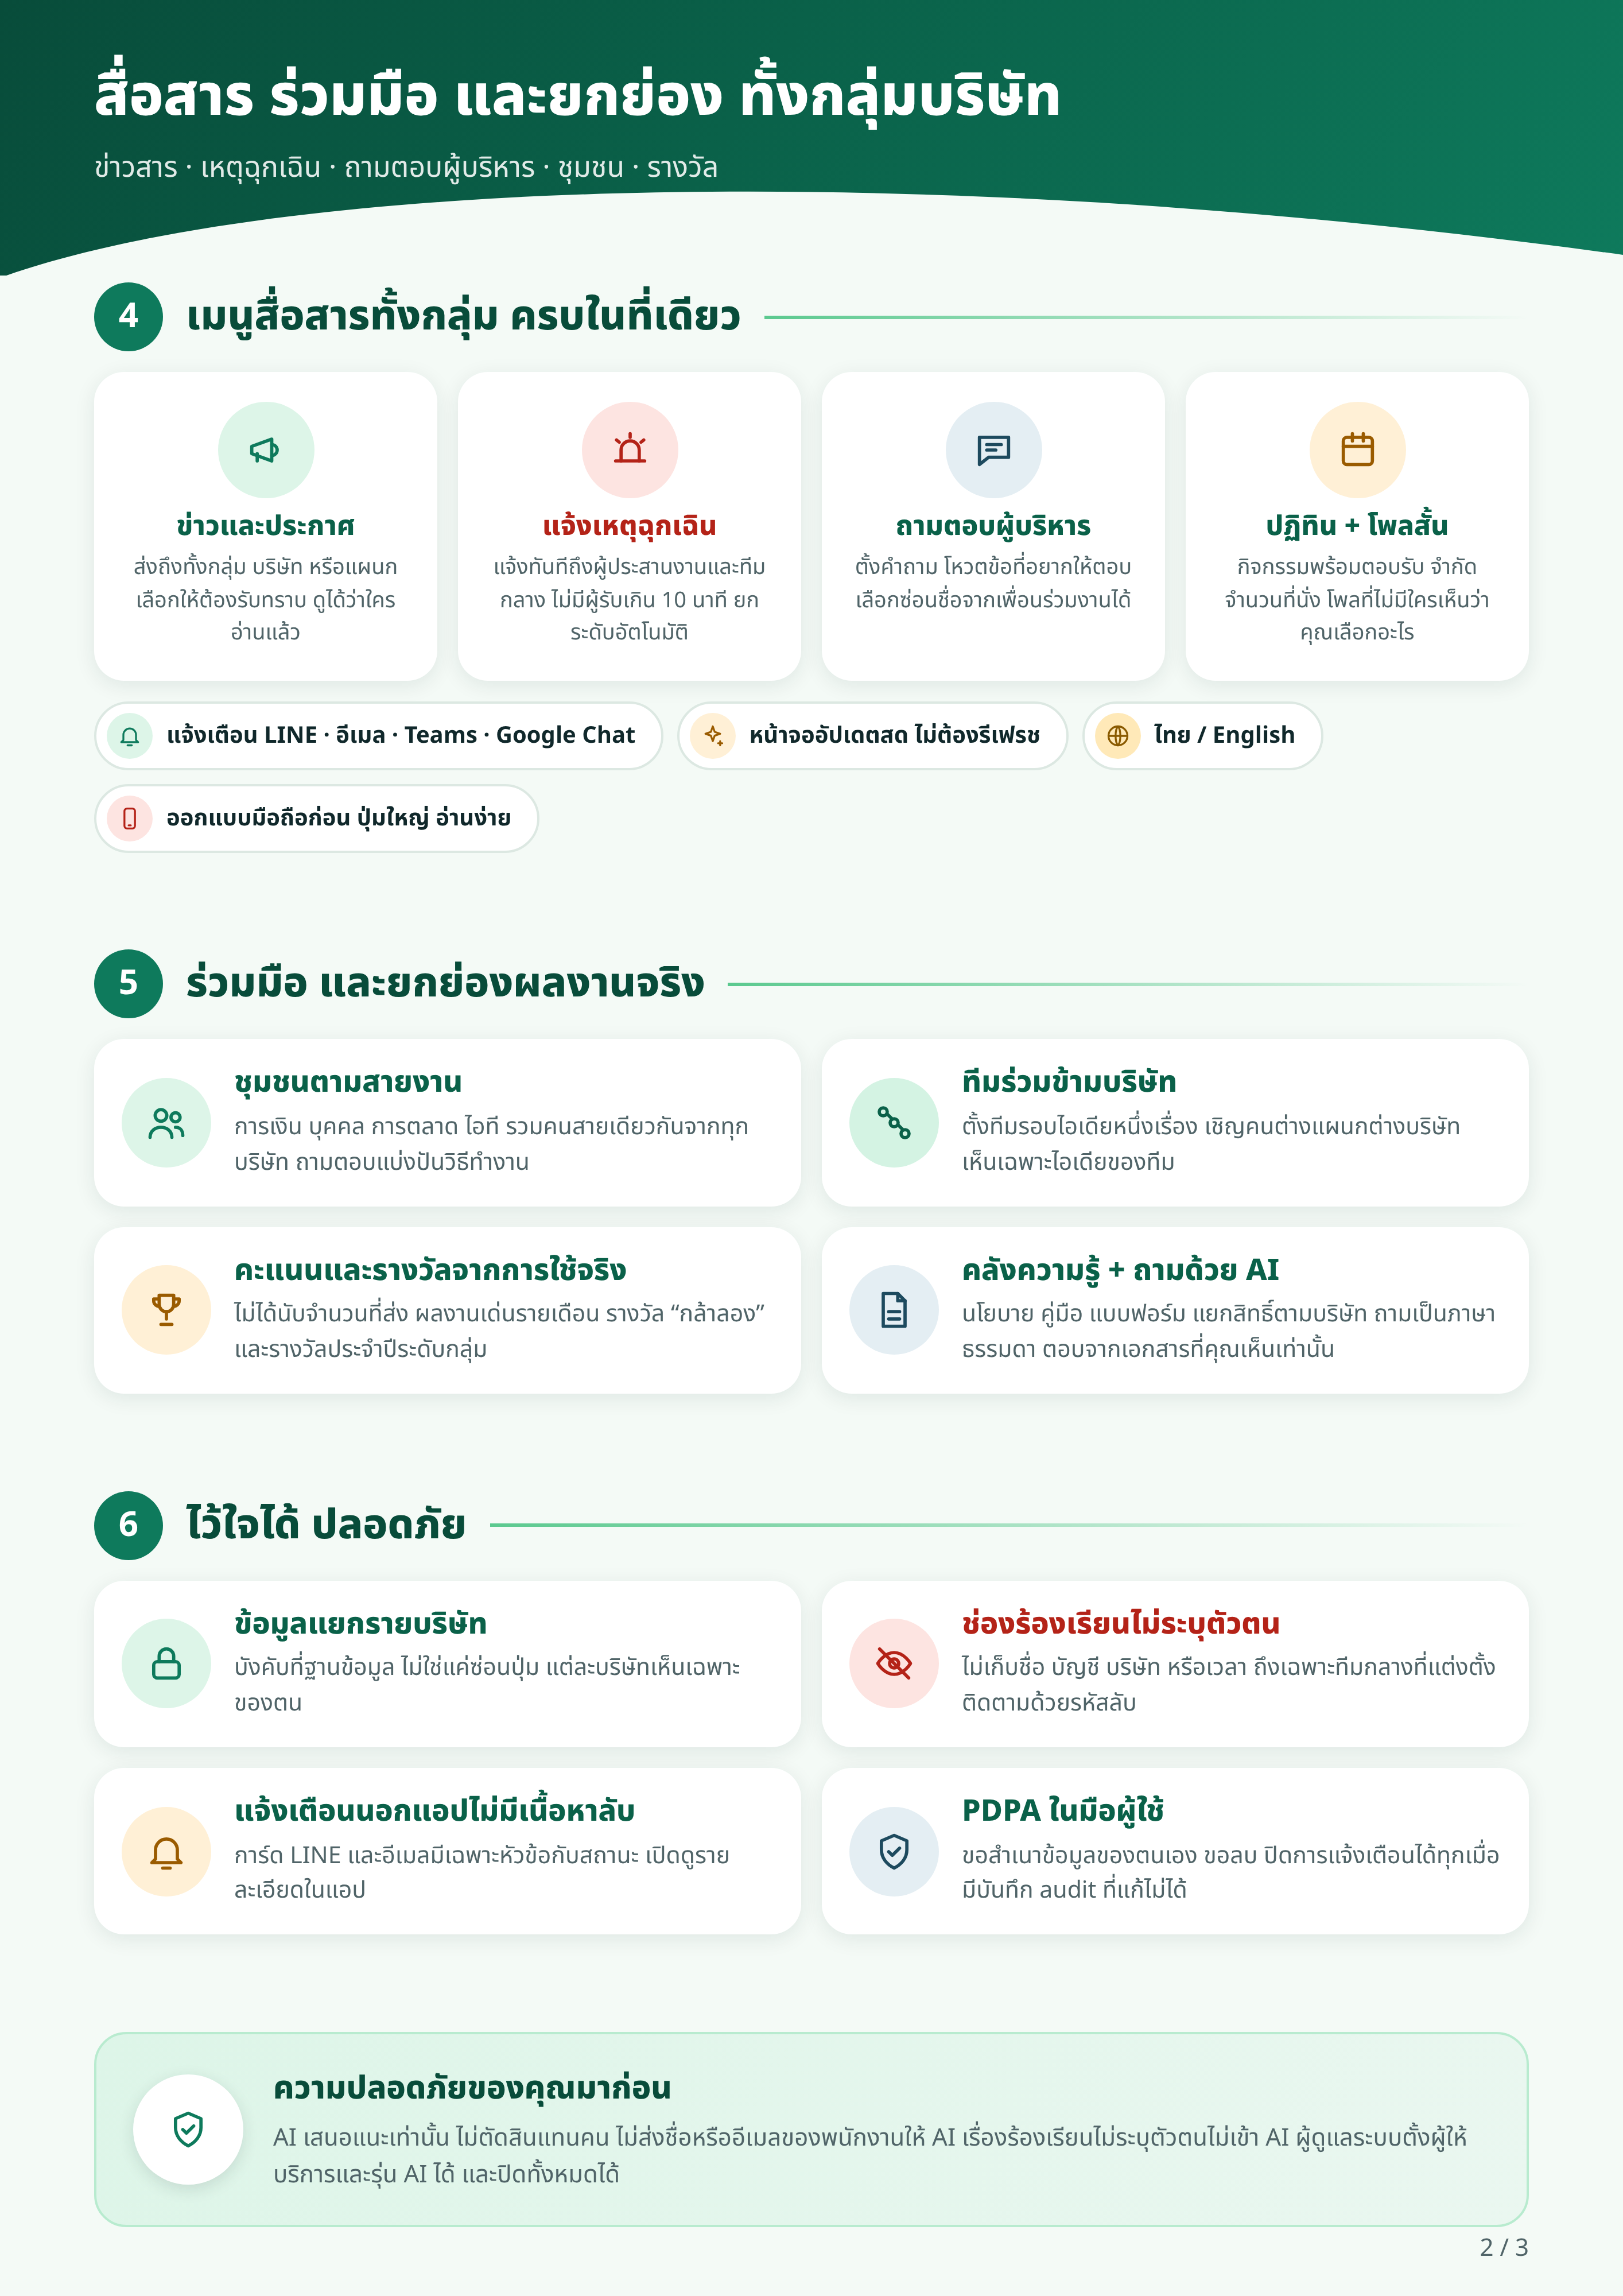 สื่อสาร ร่วมมือ และยกย่อง ทั้งกลุ่มบริษัท
ข่าวสาร · เหตุฉุกเฉิน · ถามตอบผู้บริหาร · ชุมชน · รางวัล
4
เมนูสื่อสารทั้งกลุ่ม ครบในที่เดียว
ข่าวและประกาศ
ส่งถึงทั้งกลุ่ม บริษัท หรือแผนก
เลือกให้ต้องรับทราบ ดูได้ว่าใคร
อ่านแล้ว
แจ้งเหตุฉุกเฉิน
แจ้งทันทีถึงผู้ประสานงานและทีม
กลาง ไม่มีผู้รับเกิน 10 นาที ยก
ระดับอัตโนมัติ
ถามตอบผู้บริหาร
ตั้งคำถาม โหวตข้อที่อยากให้ตอบ
เลือกซ่อนชื่อจากเพื่อนร่วมงานได้
ปฏิทิน + โพลสั้น
กิจกรรมพร้อมตอบรับ จำกัด
จำนวนที่นั่ง โพลที่ไม่มีใครเห็นว่า
คุณเลือกอะไร
แจ้งเตือน LINE · อีเมล · Teams · Google Chat
หน้าจออัปเดตสด ไม่ต้องรีเฟรช
ไทย / English
ออกแบบมือถือก่อน ปุ่มใหญ่ อ่านง่าย
5
ร่วมมือ และยกย่องผลงานจริง
ชุมชนตามสายงาน
การเงิน บุคคล การตลาด ไอที รวมคนสายเดียวกันจากทุก
บริษัท ถามตอบแบ่งปันวิธีทำงาน
ทีมร่วมข้ามบริษัท
ตั้งทีมรอบไอเดียหนึ่งเรื่อง เชิญคนต่างแผนกต่างบริษัท
เห็นเฉพาะไอเดียของทีม
คะแนนและรางวัลจากการใช้จริง
ไม่ได้นับจำนวนที่ส่ง ผลงานเด่นรายเดือน รางวัล “กล้าลอง”
และรางวัลประจำปีระดับกลุ่ม
คลังความรู้ + ถามด้วย AI
นโยบาย คู่มือ แบบฟอร์ม แยกสิทธิ์ตามบริษัท ถามเป็นภาษา
ธรรมดา ตอบจากเอกสารที่คุณเห็นเท่านั้น
6
ไว้ใจได้ ปลอดภัย
ข้อมูลแยกรายบริษัท
บังคับที่ฐานข้อมูล ไม่ใช่แค่ซ่อนปุ่ม แต่ละบริษัทเห็นเฉพาะ
ของตน
ช่องร้องเรียนไม่ระบุตัวตน
ไม่เก็บชื่อ บัญชี บริษัท หรือเวลา ถึงเฉพาะทีมกลางที่แต่งตั้ง
ติดตามด้วยรหัสลับ
แจ้งเตือนนอกแอปไม่มีเนื้อหาลับ
การ์ด LINE และอีเมลมีเฉพาะหัวข้อกับสถานะ เปิดดูราย
ละเอียดในแอป
PDPA ในมือผู้ใช้
ขอสำเนาข้อมูลของตนเอง ขอลบ ปิดการแจ้งเตือนได้ทุกเมื่อ
มีบันทึก audit ที่แก้ไม่ได้
ความปลอดภัยของคุณมาก่อน
AI เสนอแนะเท่านั้น ไม่ตัดสินแทนคน ไม่ส่งชื่อหรืออีเมลของพนักงานให้ AI เรื่องร้องเรียนไม่ระบุตัวตนไม่เข้า AI ผู้ดูแลระบบตั้งผู้ให้
บริการและรุ่น AI ได้ และปิดทั้งหมดได้
2 / 3